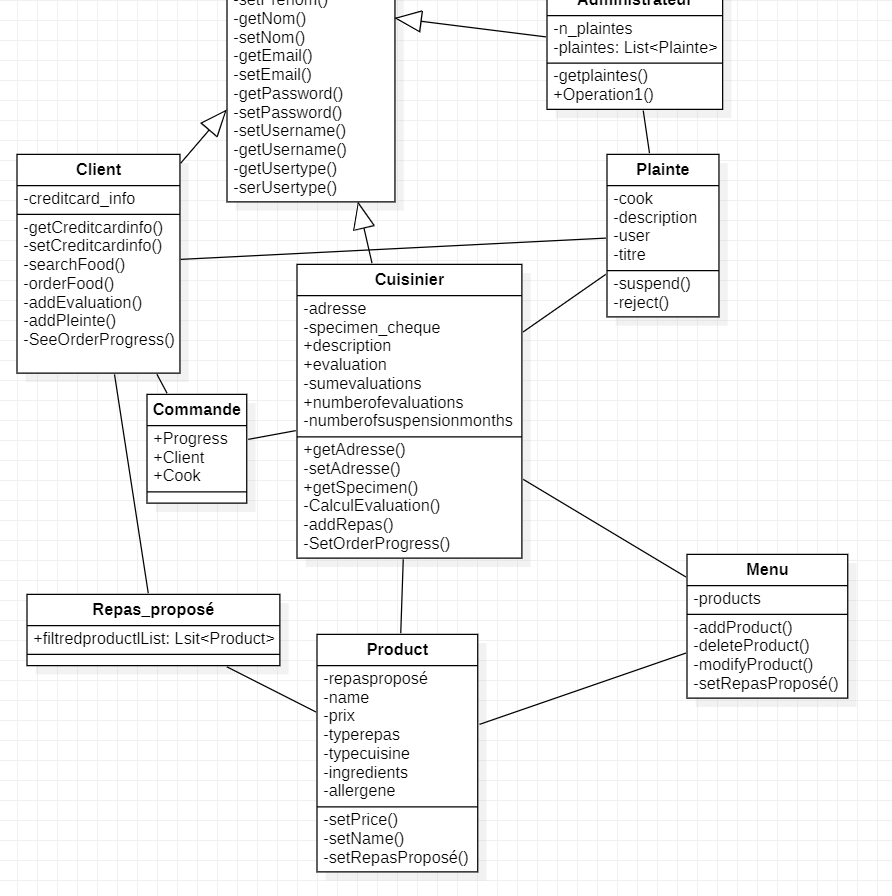 -setPrenom()
-getNom()
-setNom()
-getEmail()
-setEmail()
-getPassword()
-setPassword()
-setUsername()
-getUsername()
-getUsertype()
-serUsertype()
Administrateur
-n_plaintes
-plaintes: List<Plainte>
-getplaintes()
+Operation1()
Client
-creditcard_info
-getCreditcardinfo()
-setCreditcardinfo()
-searchFood()
-orderFood()
-addEvaluation()
-addPleinte()
-SeeOrderProgress()
Plainte
-cook
-description
-user
-titre
-suspend()
-reject()
Cuisinier
-adresse
-specimen_cheque
+description
+evaluation
-sumevaluations
+numberofevaluations
-numberofsuspensionmonths
+getAdresse()
-setAdresse()
+getSpecimen()
-CalculEvaluation()
-addRepas()
-SetOrderProgress()
Commande
+Progress
+Client
+Cook
Menu
-products
-addProduct()
-deleteProduct()
-modifyProduct()
-setRepasProposé()
Repas_proposé
+filtredproductlList: Lsit<Product>
Product
-repasproposé
-name
-prix
-typerepas
-typecuisine
-ingredients
-allergene
-setPrice()
-setName()
-setRepasProposé()